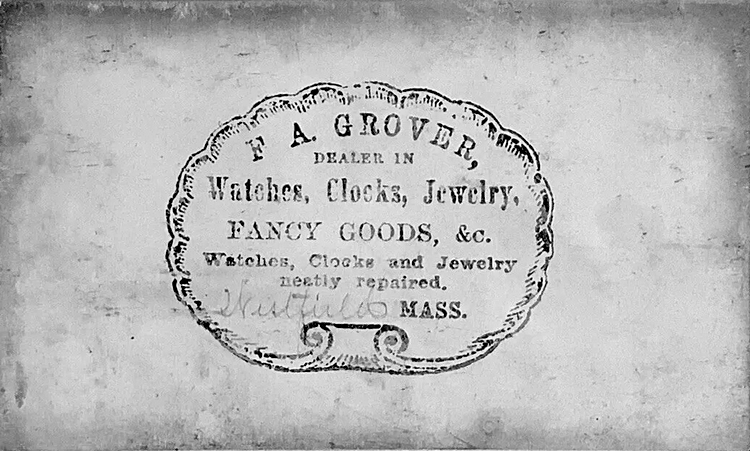 F. A. GROVER,
DEALER IN
Watches, Clocks, Jewelry,
FANCY GOODS, &c.
Watches, Clocks and Jewelry
neatly repaired.
Westfield MASS.